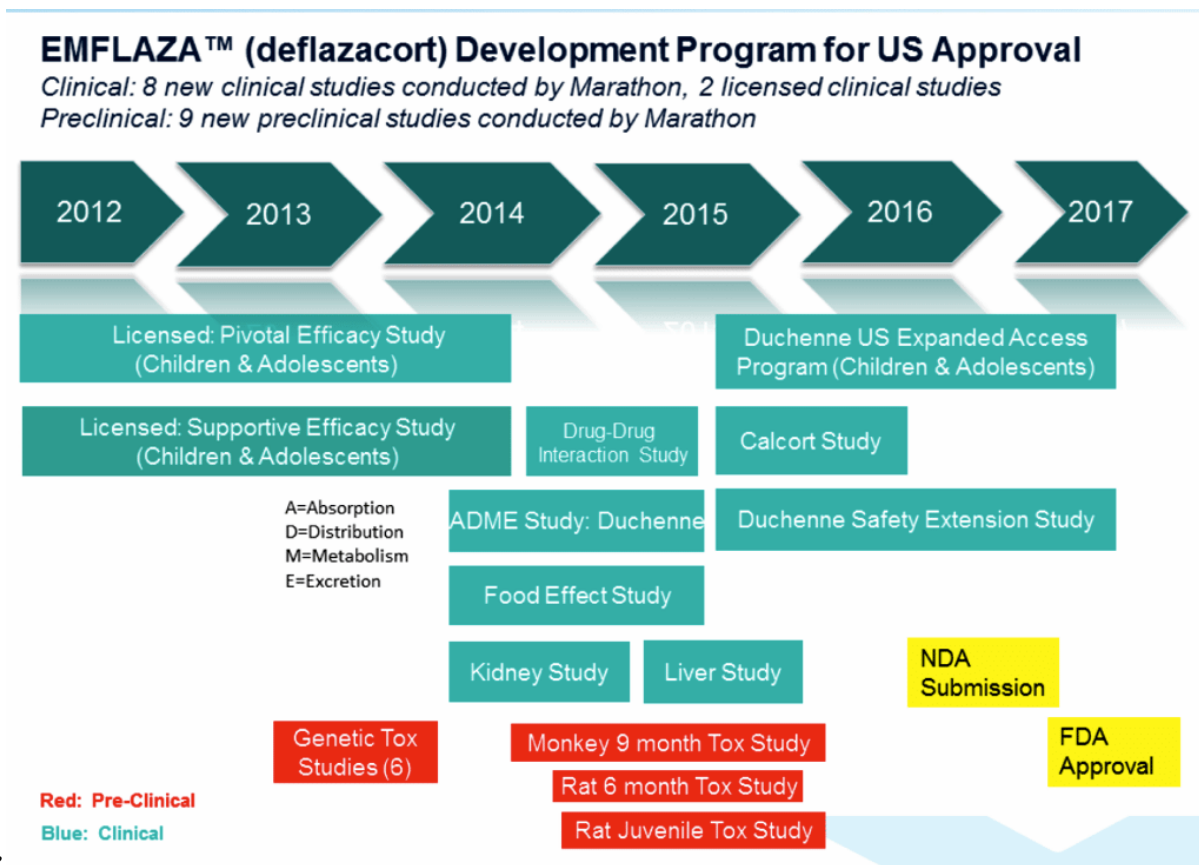 EMFLAZA™ (deflazacort) Development Program for US Approval
Clinical: 8 new clinical studies conducted by Marathon, 2 licensed clinical studies
Preclinical: 9 new preclinical studies conducted by Marathon
2012
2013
2014
2015
2016
2017
Licensed: Pivotal Efficacy Study
(Children & Adolescents)
Duchenne US Expanded Access
Program (Children & Adolescents)
Licensed: Supportive Efficacy Study
(Children & Adolescents)
Drug-Drug
Interaction Study
Calcort Study
A=Absorption
D=Distribution
M=Metabolism
E=Excretion
ADME Study: Duchenne
Duchenne Safety Extension Study
Food Effect Study
Kidney Study
Liver Study
NDA
Submission
Genetic Tox
Studies (6)
Monkey 9 month Tox Study
Rat 6 month Tox Study
Rat Juvenile Tox Study
FDA
Approval
Red: Pre-Clinical
Blue: Clinical